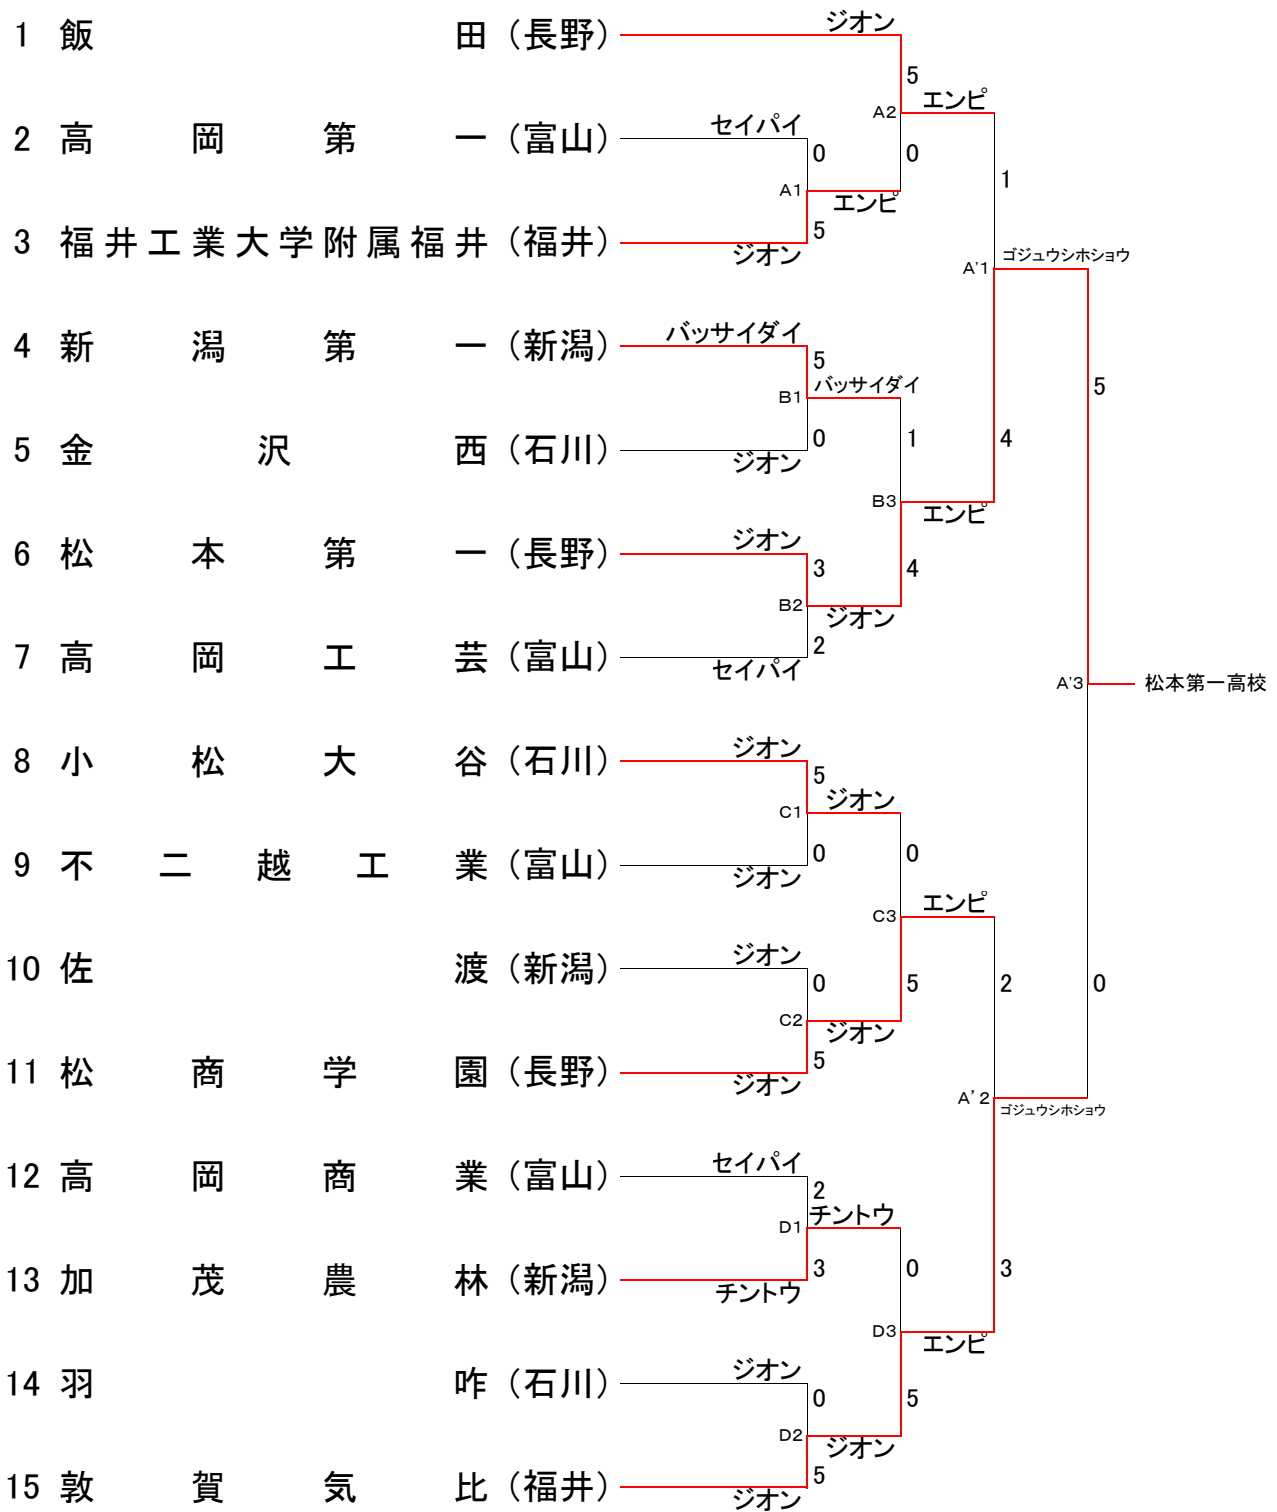 ジオン
1 飯田（長野）
5
エンピ
A2
セイパイ
2 高岡第一（富山）
0
0
1
A1
エンピ
5
3 福井工業大学附属福井（福井）
ジオン
ゴジュウシホショウ
A'1
バッサイダイ
4 新潟第一（新潟）
5
バッサイダイ
5
B1
0
1
4
5 金沢西（石川）
ジオン
B3
エンピ
ジオン
6 松本第一（長野）
3
4
B2
ジオン
2
7 高岡工芸（富山）
セイパイ
A'3
松本第一高校
ジオン
8 小松大谷（石川）
5
ジオン
C1
0
0
9 不二越工業（富山）
ジオン
エンピ
C3
ジオン
10 佐渡（新潟）
0
5
2
0
C2
ジオン
5
11 松商学園（長野）
ジオン
A'2
ゴジュウシホショウ
セイパイ
12 高岡商業（富山）
2
チントウ
D1
3
0
3
13 加茂農林（新潟）
チントウ
D3
エンピ
ジオン
14 羽咋（石川）
0
5
D2
ジオン
5
15 敦賀気比（福井）
ジオン